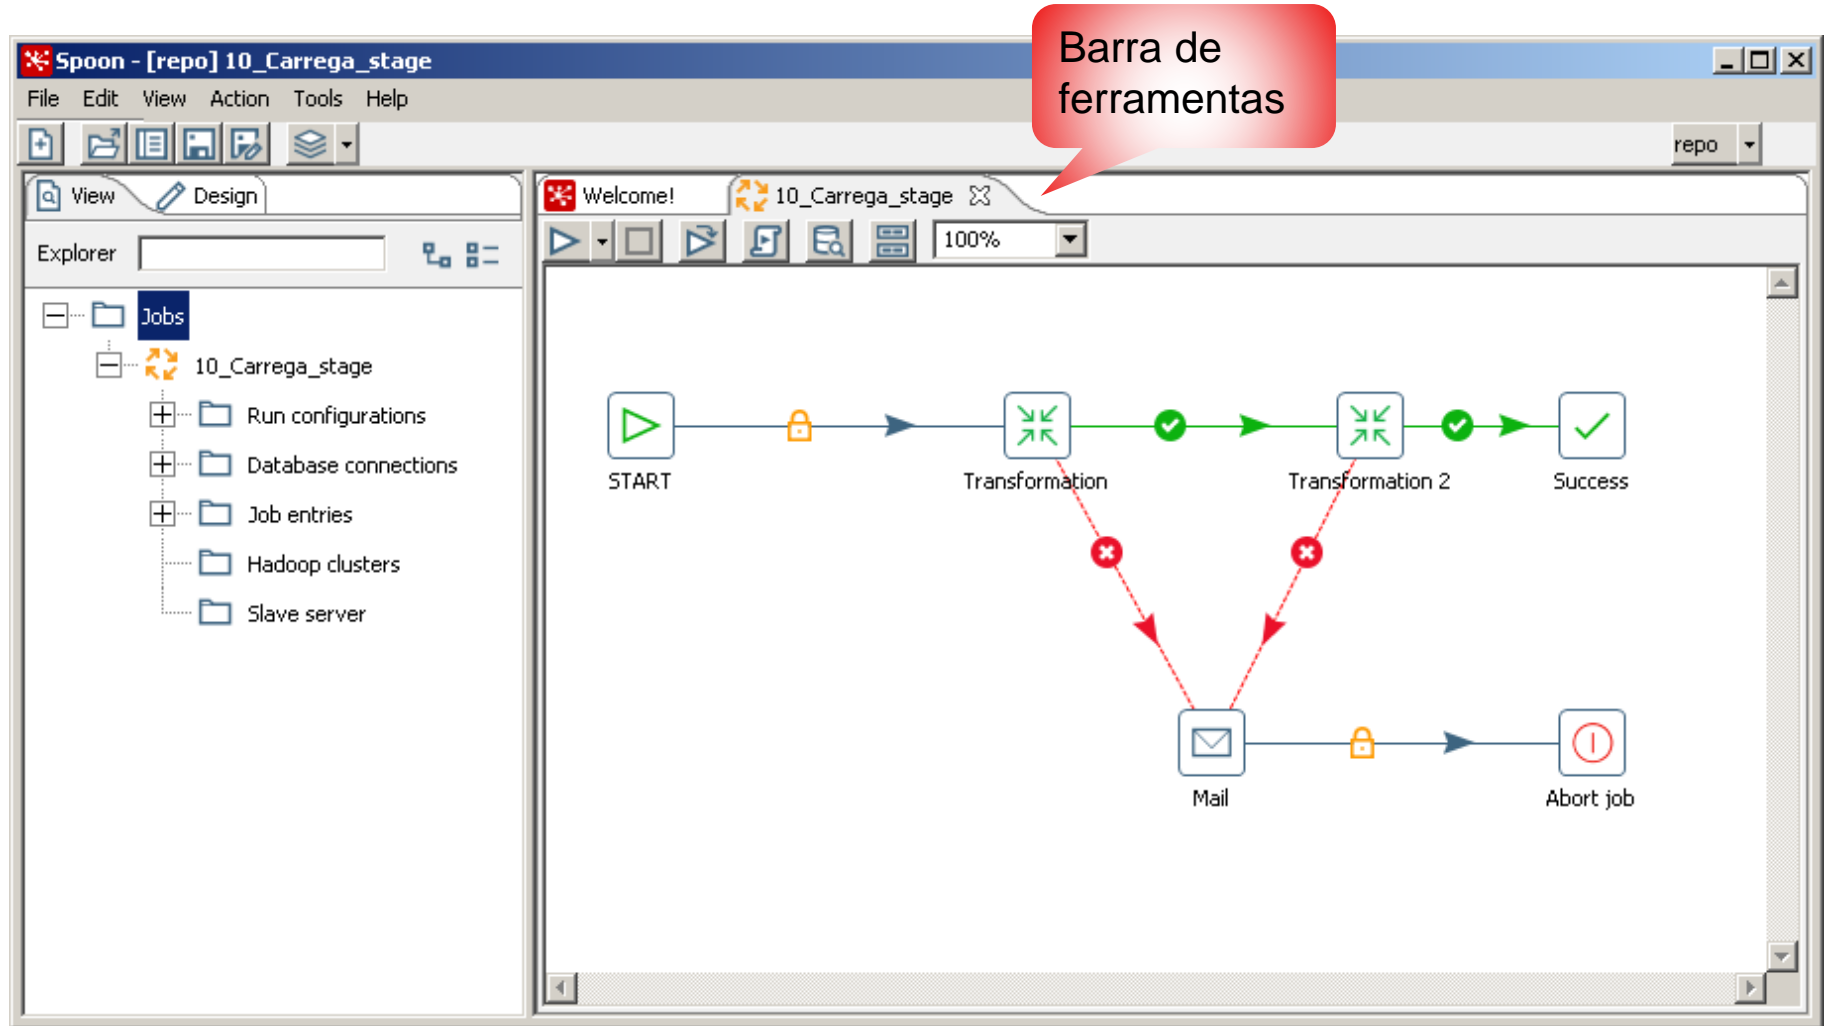 Barra de
ferramentas
Spoon - [repo] 10_Carrega_stage
File Edit View Action Tools Help
repo
View Design
Welcome! 10_Carrega_stage
Explorer
100%
Jobs
10_Carrega_stage
Run configurations
Database connections
Job entries
Hadoop clusters
Slave server
START Transformation Transformation 2 Success
Mail Abort job